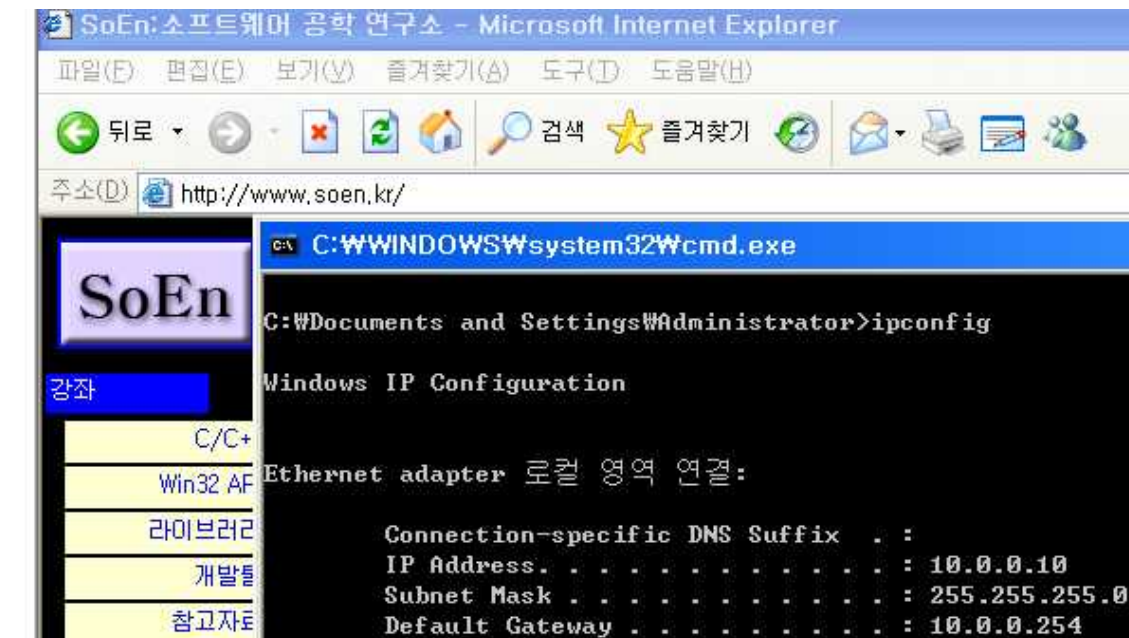 SoEn:소프트웨어 공학 연구소 - Microsoft Internet Explorer
파일(F) 편집(E) 보기(V) 즐겨찾기(A) 도구(T) 도움말(H)
뒤로 검색 즐겨찾기
주소(D) http://www.soen.kr/
SoEn
강좌
C/C+
Win32 AP
라이브러리
개발툴
참고자료
C:₩WINDOWS₩system32₩cmd.exe
C:₩Documents and Settings₩Administrator>ipconfig
Windows IP Configuration
Ethernet adapter 로컬 영역 연결:
Connection-specific DNS Suffix . :
IP Address. . . . . . . . . . . . : 10.0.0.10
Subnet Mask . . . . . . . . . . . : 255.255.255.0
Default Gateway . . . . . . . . . : 10.0.0.254